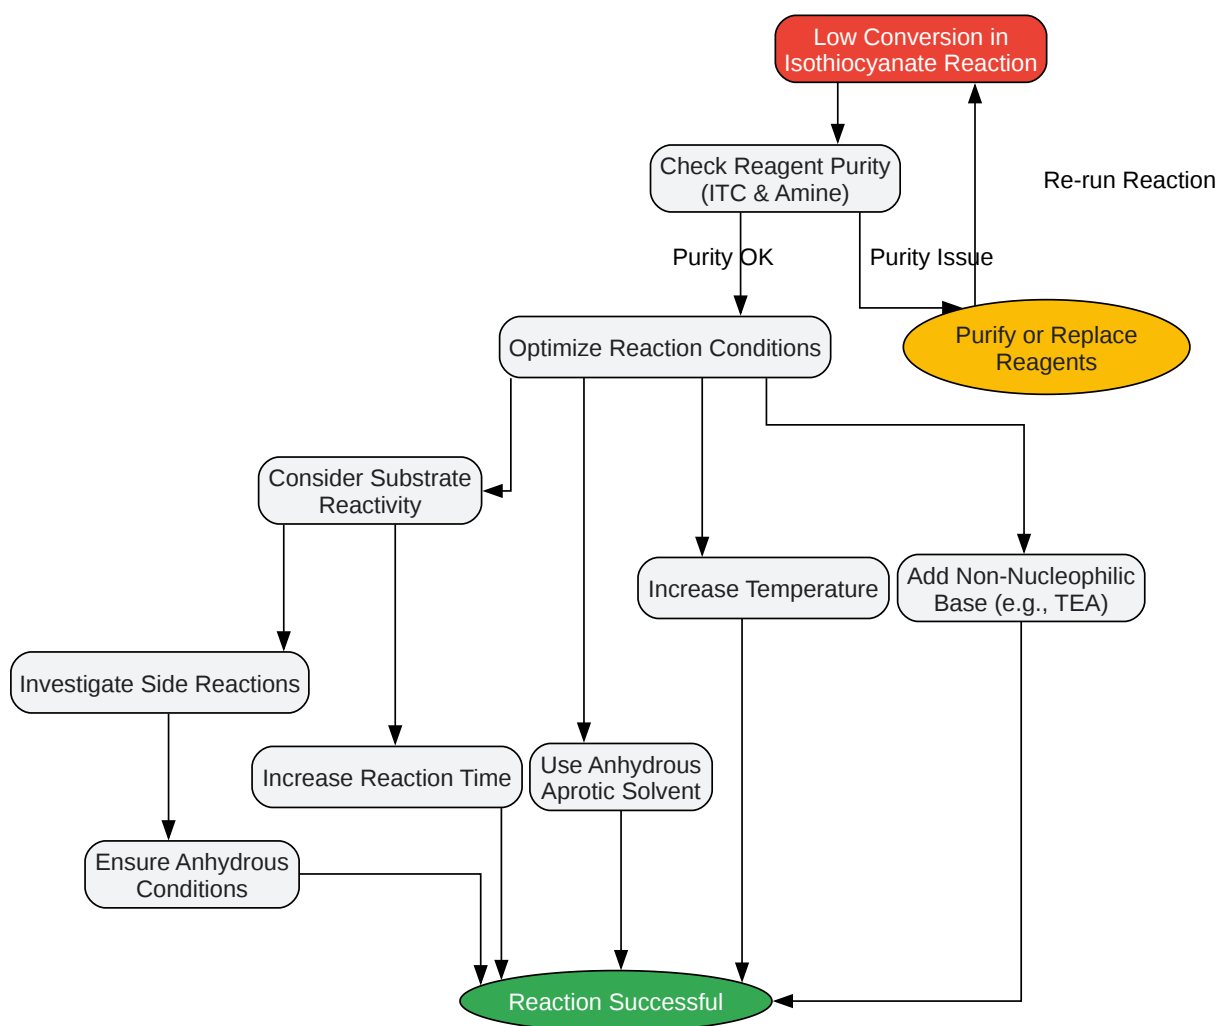 Low Conversion in
Isothiocyanate Reaction
Check Reagent Purity
(ITC & Amine)
Re-run Reaction
Purity OK
Purity Issue
Optimize Reaction Conditions
Purify or Replace
Reagents
Consider Substrate
Reactivity
Increase Temperature
Add Non-Nucleophilic
Base (e.g., TEA)
Investigate Side Reactions
Increase Reaction Time
Use Anhydrous
Aprotic Solvent
Ensure Anhydrous
Conditions
Reaction Successful